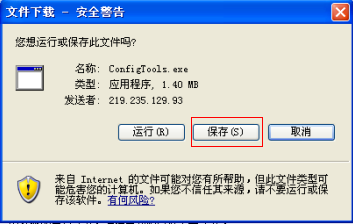 文件下载 - 安全警告
您想运行或保存此文件吗?
名称: ConfigTools.exe
类型: 应用程序, 1.40 MB
发送者: 219.235.129.93
运行(R) 保存(S) 取消
来自 Internet 的文件可能对您有所帮助，但此文件类型可
能危害您的计算机。如果您不信任其来源，请不要运行或保
存该软件。有何风险?